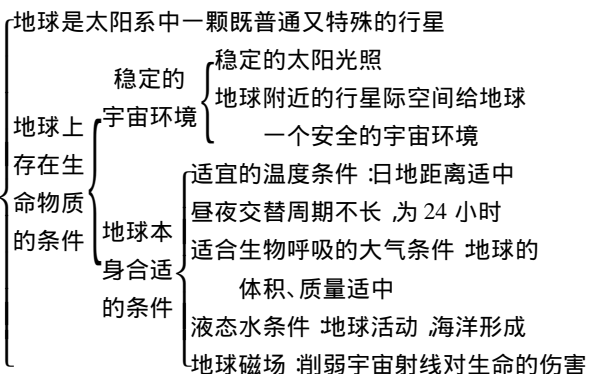 地球是太阳系中一颗既普通又特殊的行星
地球上
存在生
命物质
的条件
稳定的
宇宙环境
稳定的太阳光照
地球附近的行星际空间给地球
一个安全的宇宙环境
地球本
身合适
的条件
适宜的温度条件:日地距离适中
昼夜交替周期不长,为 24 小时
适合生物呼吸的大气条件:地球的
体积、质量适中
液态水条件:地球活动,海洋形成
地球磁场:削弱宇宙射线对生命的伤害